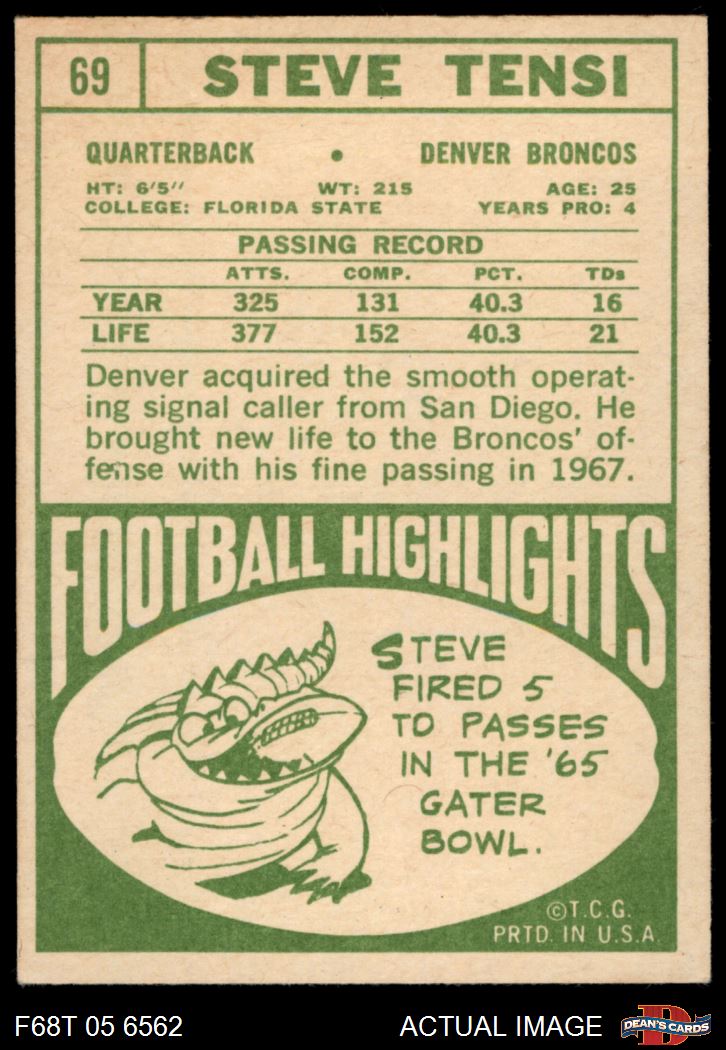 69 STEVE TENSI
QUARTERBACK • DENVER BRONCOS
HT: 6'5'' WT: 215 AGE: 25
COLLEGE: FLORIDA STATE YEARS PRO: 4
PASSING RECORD
ATTS. COMP. PCT. TDs
YEAR 325 131 40.3 16
LIFE 377 152 40.3 21
Denver acquired the smooth operat-
ing signal caller from San Diego. He
brought new life to the Broncos' of-
fense with his fine passing in 1967.
FOOTBALL HIGHLIGHTS
STEVE
FIRED 5
TD PASSES
IN THE '65
GATER
BOWL.
©T.C.G.
PRTD. IN U.S.A.
F68T 05 6562 ACTUAL IMAGE
D
DEAN'S CARDS